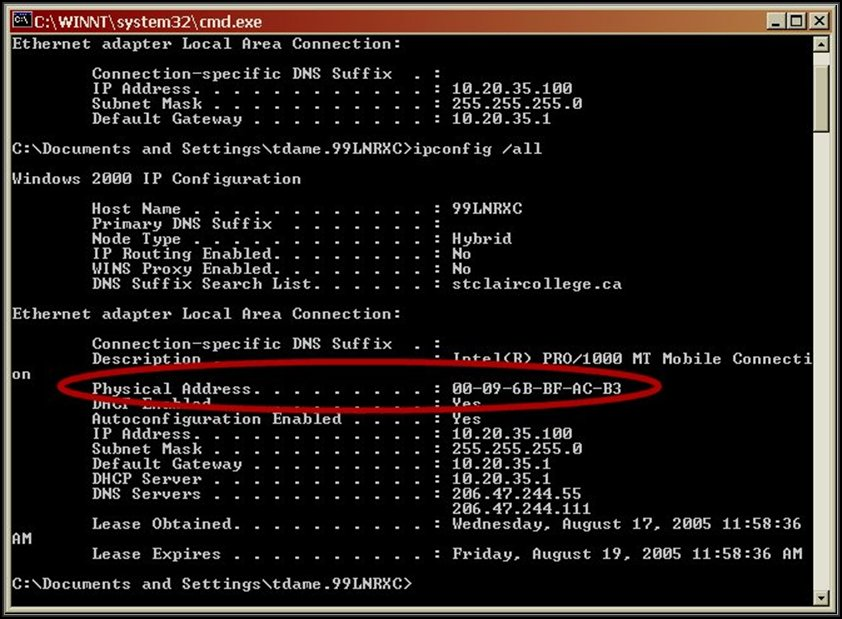 C:\WINNT\system32\cmd.exe
Ethernet adapter Local Area Connection:
Connection-specific DNS Suffix . :
IP Address. . . . . . . . . . . . : 10.20.35.100
Subnet Mask . . . . . . . . . . . : 255.255.255.0
Default Gateway . . . . . . . . . : 10.20.35.1
C:\Documents and Settings\tdame.99LNRXC>ipconfig /all
Windows 2000 IP Configuration
Host Name . . . . . . . . . . . . : 99LNRXC
Primary DNS Suffix . . . . . . . :
Node Type . . . . . . . . . . . . : Hybrid
IP Routing Enabled. . . . . . . . : No
WINS Proxy Enabled. . . . . . . . : No
DNS Suffix Search List. . . . . . : stclaircollege.ca
Ethernet adapter Local Area Connection:
Connection-specific DNS Suffix . :
Description . . . . . . . . . . . : Intel(R) PRO/1000 MT Mobile Connecti
on
Physical Address. . . . . . . . . : 00-09-6B-BF-AC-B3
DHCP Enabled. . . . . . . . . . . : Yes
Autoconfiguration Enabled . . . . : Yes
IP Address. . . . . . . . . . . . : 10.20.35.100
Subnet Mask . . . . . . . . . . . : 255.255.255.0
Default Gateway . . . . . . . . . : 10.20.35.1
DHCP Server . . . . . . . . . . . : 10.20.35.1
DNS Servers . . . . . . . . . . . : 206.47.244.55
206.47.244.111
Lease Obtained. . . . . . . . . . : Wednesday, August 17, 2005 11:58:36
AM
Lease Expires . . . . . . . . . . : Friday, August 19, 2005 11:58:36 AM
C:\Documents and Settings\tdame.99LNRXC>